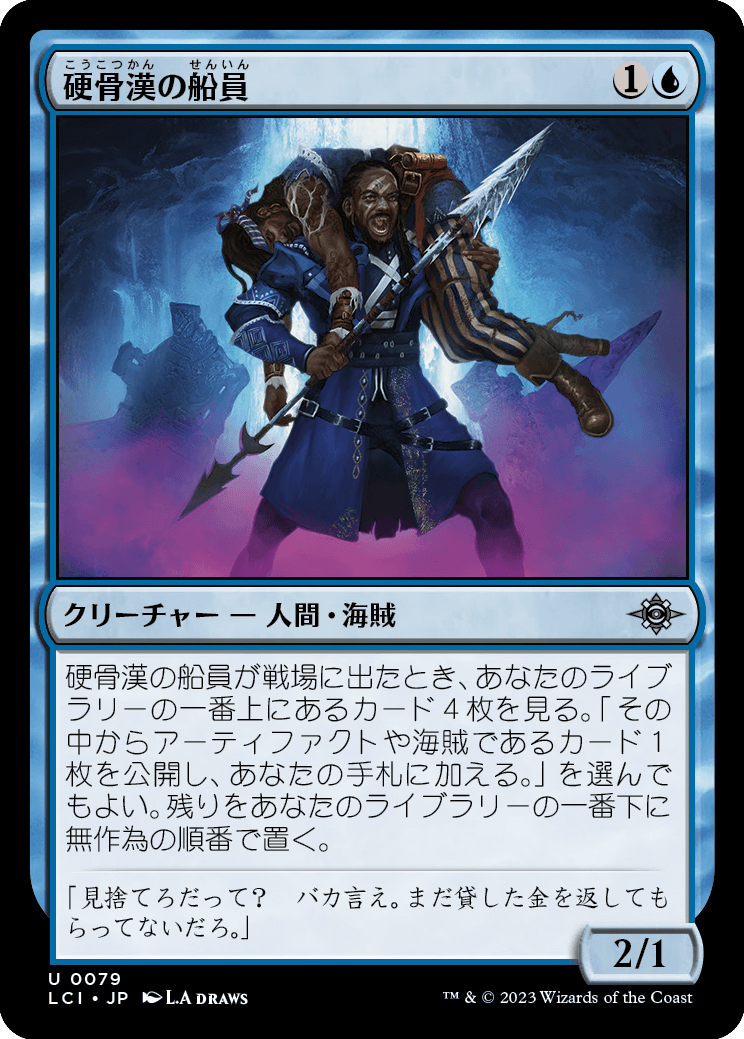 こうこつかん せんいん
硬骨漢の船員 1
クリーチャー — 人間・海賊
硬骨漢の船員が戦場に出たとき、あなたのライブ
ラリーの一番上にあるカード４枚を見る。「その
中からアーティファクトや海賊であるカード１
枚を公開し、あなたの手札に加える。」を選んで
もよい。残りをあなたのライブラリーの一番下に
無作為の順番で置く。
「見捨てろだって？　バカ言え。まだ貸した金を返しても
らってないだろ。」
2/1
U 0079
LCI • JP L.A DRAWS
™ & © 2023 Wizards of the Coast